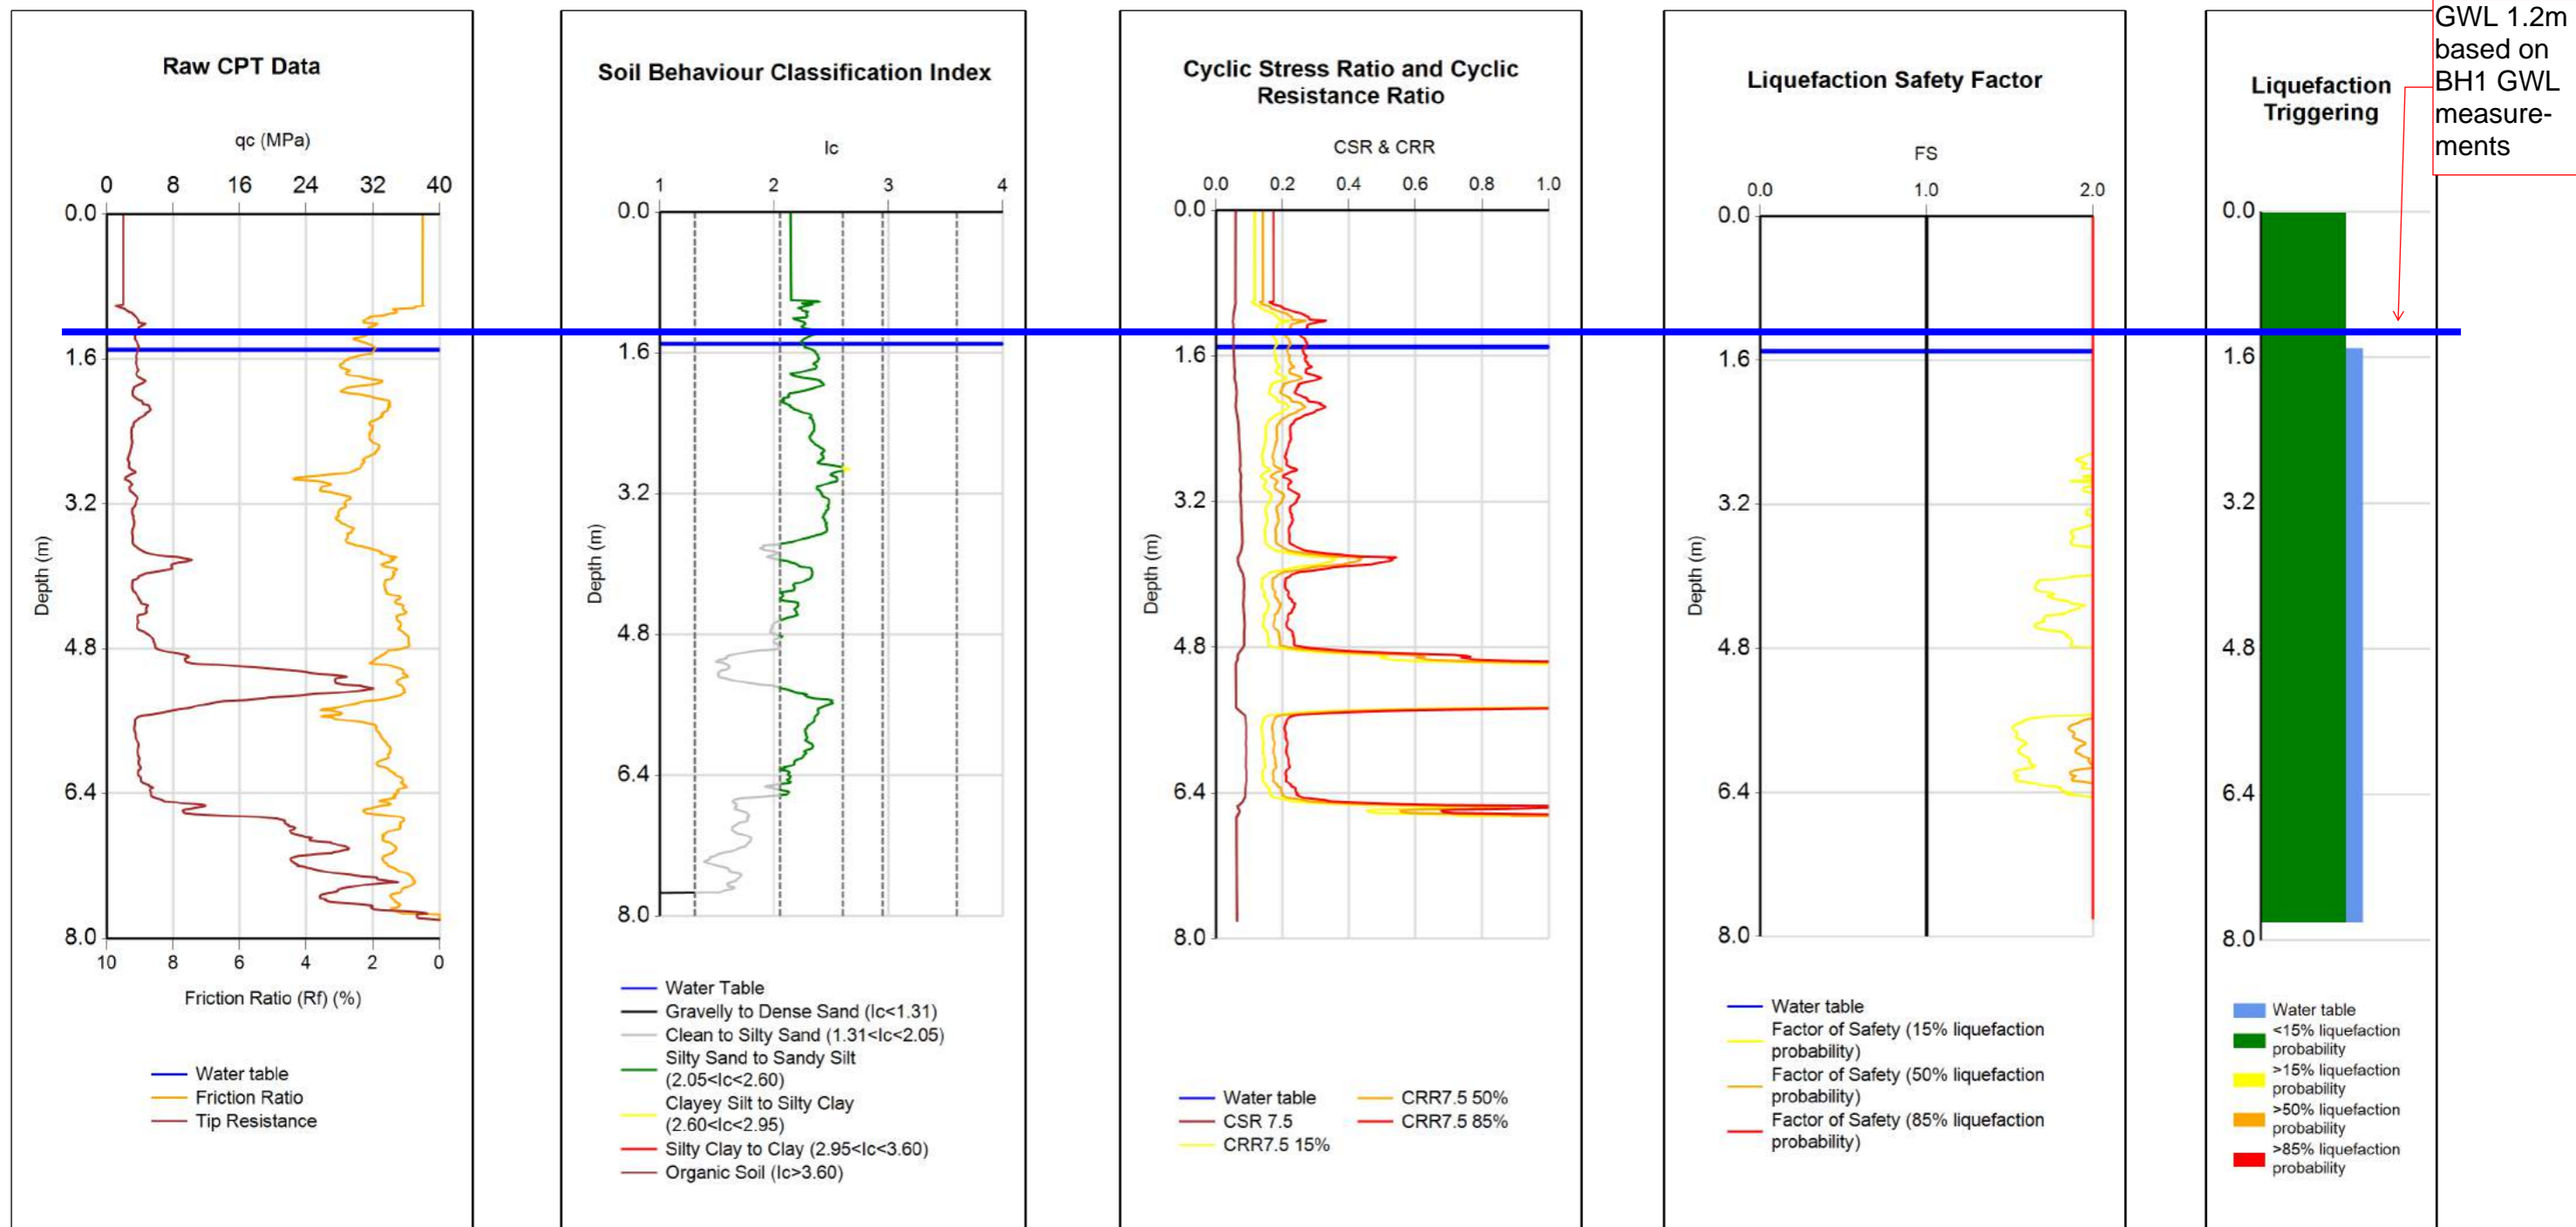 GWL 1.2m
based on
BH1 GWL
measure-
ments
Raw CPT Data
qc (MPa)
0 8 16 24 32 40
0.0
1.6
3.2
4.8
6.4
8.0
Depth (m)
10 8 6 4 2 0
Friction Ratio (Rf) (%)
Water table
Friction Ratio
Tip Resistance
Soil Behaviour Classification Index
Ic
1 2 3 4
0.0
1.6
3.2
4.8
6.4
8.0
Depth (m)
Water Table
Gravelly to Dense Sand (Ic<1.31)
Clean to Silty Sand (1.31<Ic<2.05)
Silty Sand to Sandy Silt
(2.05<Ic<2.60)
Clayey Silt to Silty Clay
(2.60<Ic<2.95)
Silty Clay to Clay (2.95<Ic<3.60)
Organic Soil (Ic>3.60)
Cyclic Stress Ratio and Cyclic
Resistance Ratio
CSR & CRR
0.0 0.2 0.4 0.6 0.8 1.0
0.0
1.6
3.2
4.8
6.4
8.0
Depth (m)
Water table
CSR 7.5
CRR7.5 15%
CRR7.5 50%
CRR7.5 85%
Liquefaction Safety Factor
FS
0.0 1.0 2.0
0.0
1.6
3.2
4.8
6.4
8.0
Depth (m)
Water table
Factor of Safety (15% liquefaction
probability)
Factor of Safety (50% liquefaction
probability)
Factor of Safety (85% liquefaction
probability)
Liquefaction
Triggering
0.0
1.6
3.2
4.8
6.4
8.0
Water table
<15% liquefaction
probability
>15% liquefaction
probability
>50% liquefaction
probability
>85% liquefaction
probability